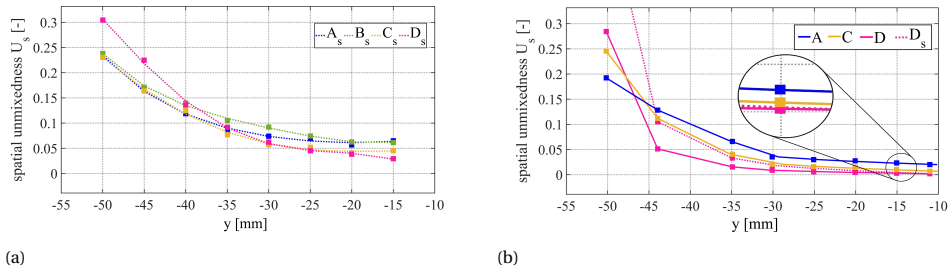 spatial unmixedness U_s [-]
0.3
0.25
0.2
0.15
0.1
0.05
0
-55 -50 -45 -40 -35 -30 -25 -20 -15 -10
y [mm]
A_s B_s C_s D_s
(a)
spatial unmixedness U_s [-]
0.3
0.25
0.2
0.15
0.1
0.05
0
-55 -50 -45 -40 -35 -30 -25 -20 -15 -10
y [mm]
A C D D_s
(b)